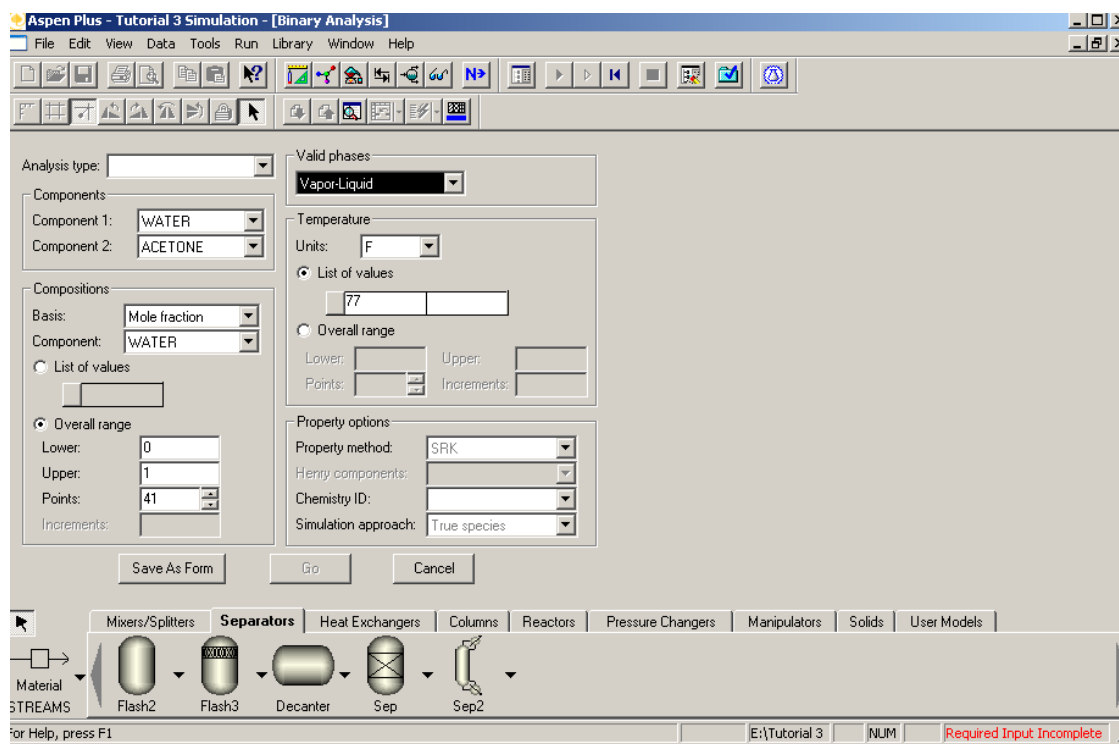 Aspen Plus - Tutorial 3 Simulation - [Binary Analysis]
File Edit View Data Tools Run Library Window Help
N>
Analysis type:
Components
Component 1: WATER
Component 2: ACETONE
Compositions
Basis: Mole fraction
Component: WATER
List of values
Overall range
Lower: 0
Upper: 1
Points: 41
Increments:
Valid phases
Vapor-Liquid
Temperature
Units: F
List of values
77
Overall range
Lower: Upper:
Points: Increments:
Property options
Property method: SRK
Henry components:
Chemistry ID:
Simulation approach: True species
Save As Form Go Cancel
Mixers/Splitters Separators Heat Exchangers Columns Reactors Pressure Changers Manipulators Solids User Models
Material
STREAMS
Flash2 Flash3 Decanter Sep Sep2
For Help, press F1 E:\Tutorial 3 NUM Required Input Incomplete